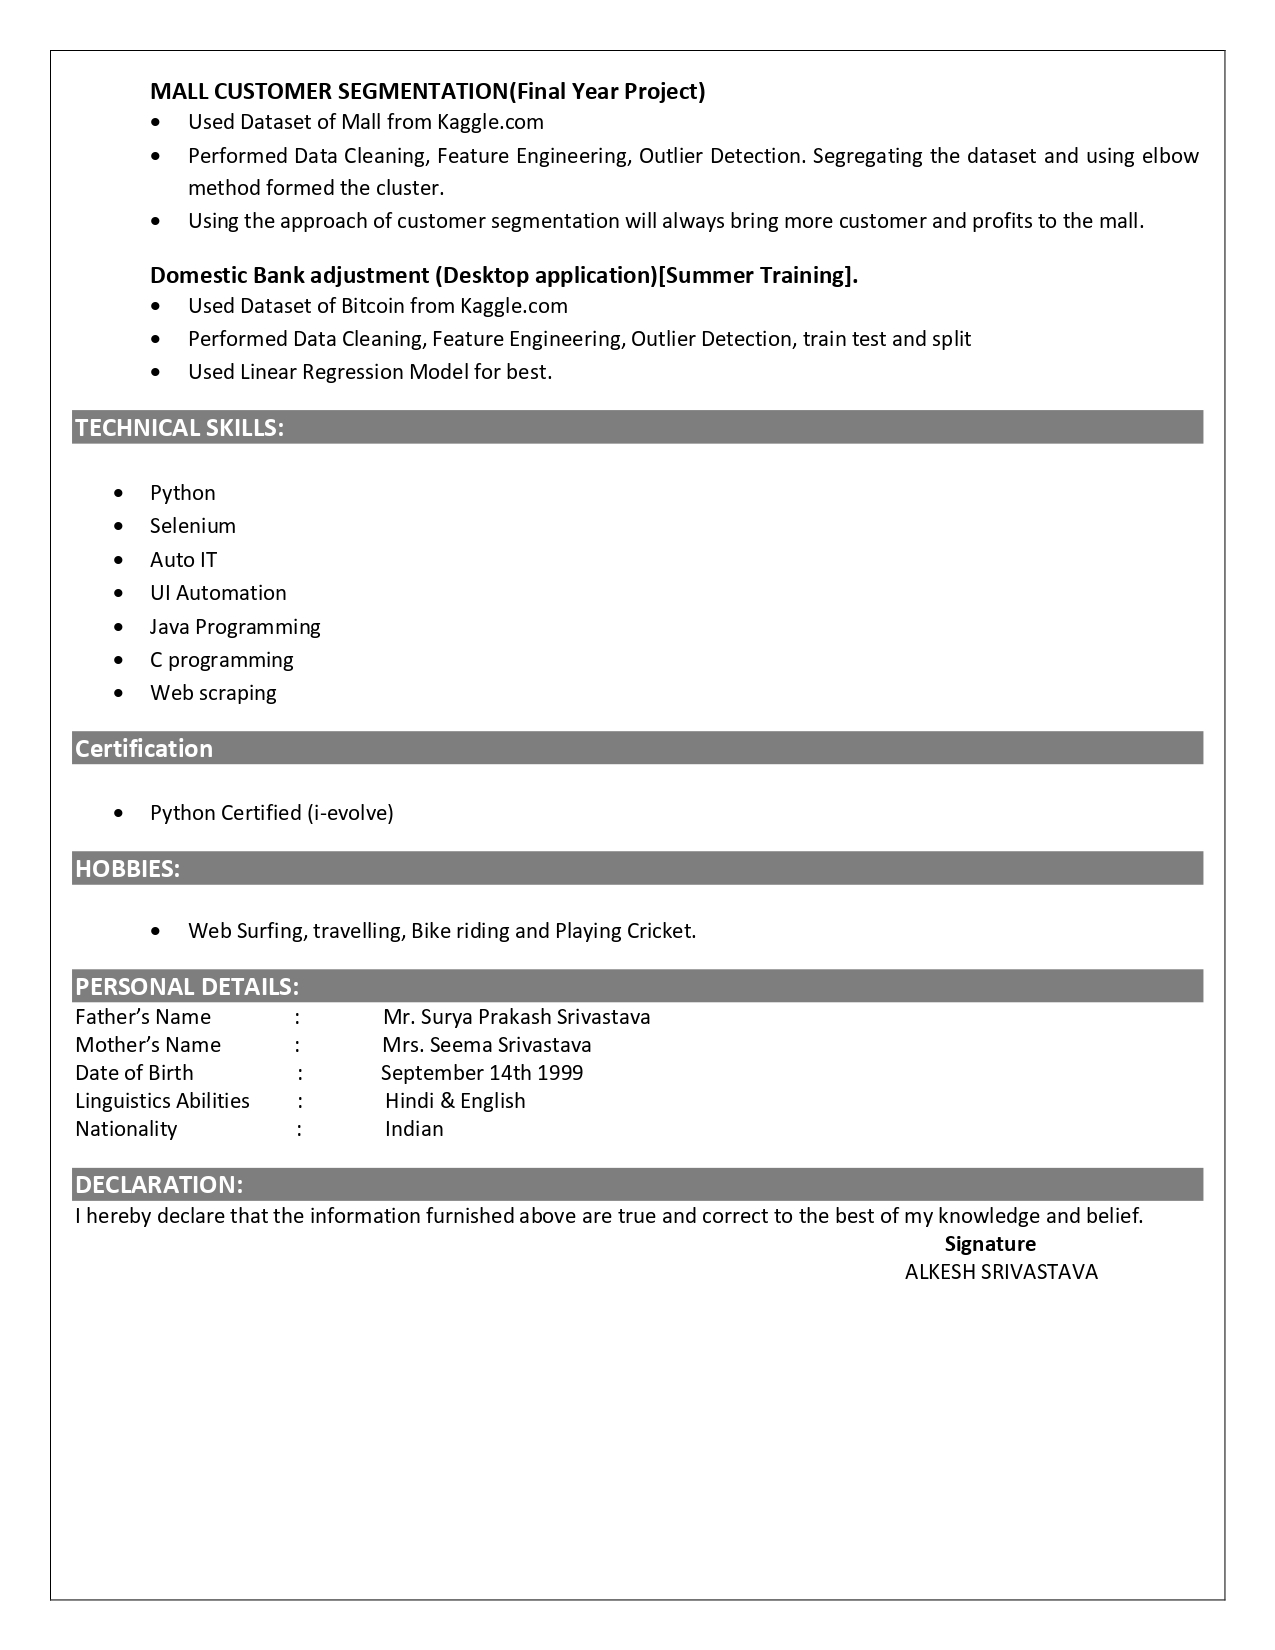 MALL CUSTOMER SEGMENTATION(Final Year Project)
• Used Dataset of Mall from Kaggle.com
• Performed Data Cleaning, Feature Engineering, Outlier Detection. Segregating the dataset and using elbow
method formed the cluster.
• Using the approach of customer segmentation will always bring more customer and profits to the mall.
Domestic Bank adjustment (Desktop application)[Summer Training].
• Used Dataset of Bitcoin from Kaggle.com
• Performed Data Cleaning, Feature Engineering, Outlier Detection, train test and split
• Used Linear Regression Model for best.
TECHNICAL SKILLS:
• Python
• Selenium
• Auto IT
• UI Automation
• Java Programming
• C programming
• Web scraping
Certification
• Python Certified (i-evolve)
HOBBIES:
• Web Surfing, travelling, Bike riding and Playing Cricket.
PERSONAL DETAILS:
Father’s Name : Mr. Surya Prakash Srivastava
Mother’s Name : Mrs. Seema Srivastava
Date of Birth : September 14th 1999
Linguistics Abilities : Hindi & English
Nationality : Indian
DECLARATION:
I hereby declare that the information furnished above are true and correct to the best of my knowledge and belief.
Signature
ALKESH SRIVASTAVA